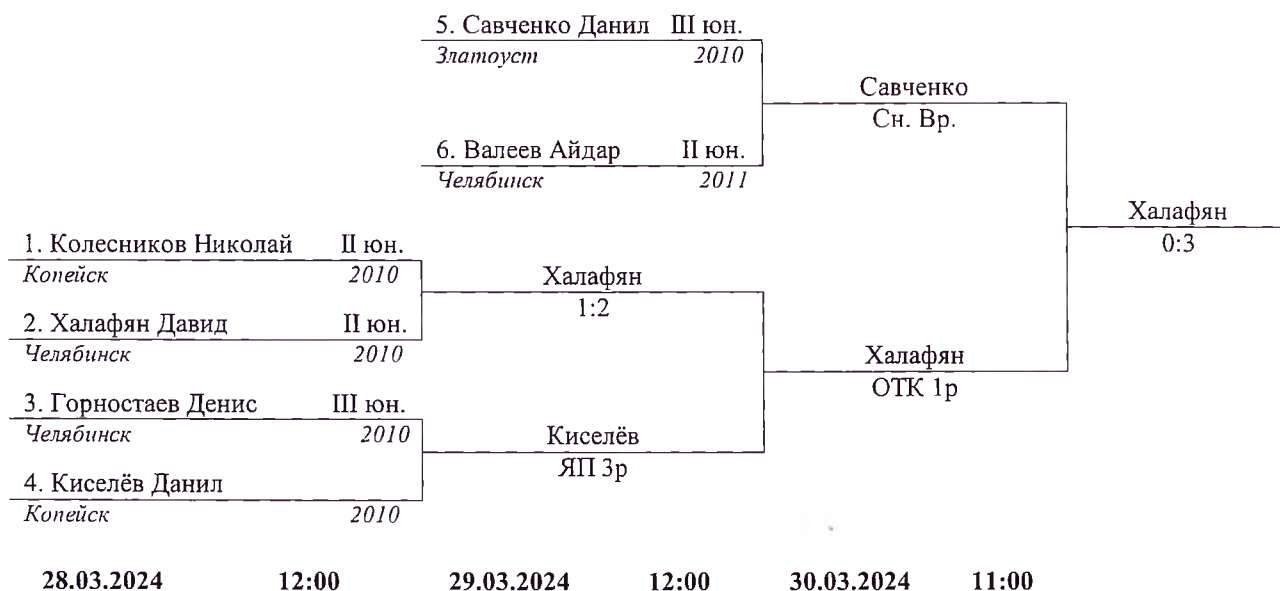 5. Савченко Данил III юн.
Златоуст 2010
Савченко
Сн. Вр.
6. Валеев Айдар II юн.
Челябинск 2011
Халафян
0:3
1. Колесников Николай II юн.
Копейск 2010
Халафян
1:2
2. Халафян Давид II юн.
Челябинск 2010
Халафян
ОТК 1р
3. Горностаев Денис III юн.
Челябинск 2010
Киселёв
ЯП 3р
4. Киселёв Данил
Копейск 2010
28.03.2024 12:00 29.03.2024 12:00 30.03.2024 11:00